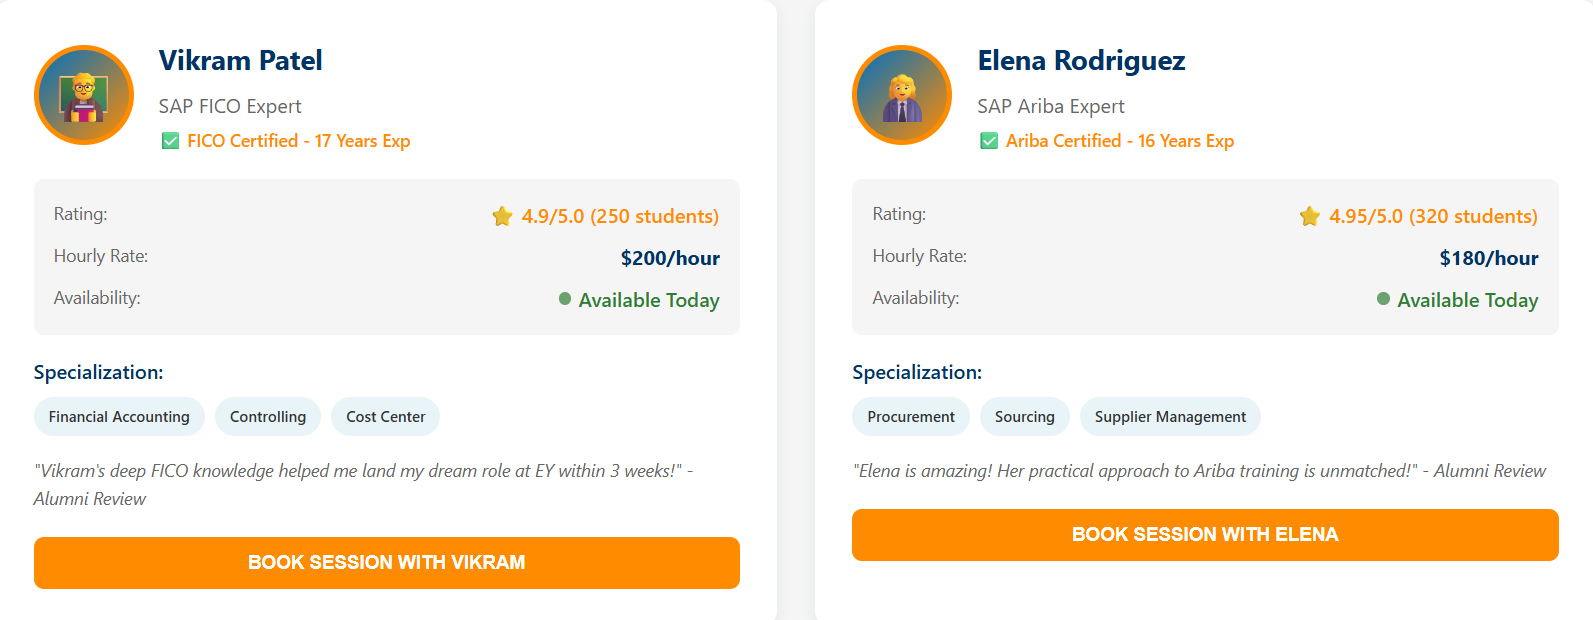 Vikram Patel
SAP FICO Expert
✅ FICO Certified - 17 Years Exp
Rating:
⭐ 4.9/5.0 (250 students)
Hourly Rate:
$200/hour
Availability:
● Available Today
Specialization:
Financial Accounting
Controlling
Cost Center
"Vikram's deep FICO knowledge helped me land my dream role at EY within 3 weeks!" -
Alumni Review
BOOK SESSION WITH VIKRAM
Elena Rodriguez
SAP Ariba Expert
✅ Ariba Certified - 16 Years Exp
Rating:
⭐ 4.95/5.0 (320 students)
Hourly Rate:
$180/hour
Availability:
● Available Today
Specialization:
Procurement
Sourcing
Supplier Management
"Elena is amazing! Her practical approach to Ariba training is unmatched!" - Alumni Review
BOOK SESSION WITH ELENA